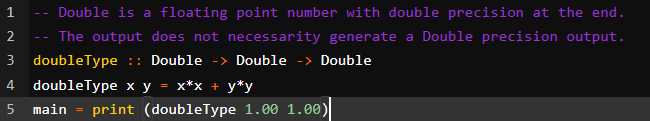 1 -- Double is a floating point number with double precision at the end.
2 -- The output does not necessarity generate a Double precision output.
3 doubleType :: Double -> Double -> Double
4 doubleType x y = x*x + y*y
5 main = print (doubleType 1.00 1.00)